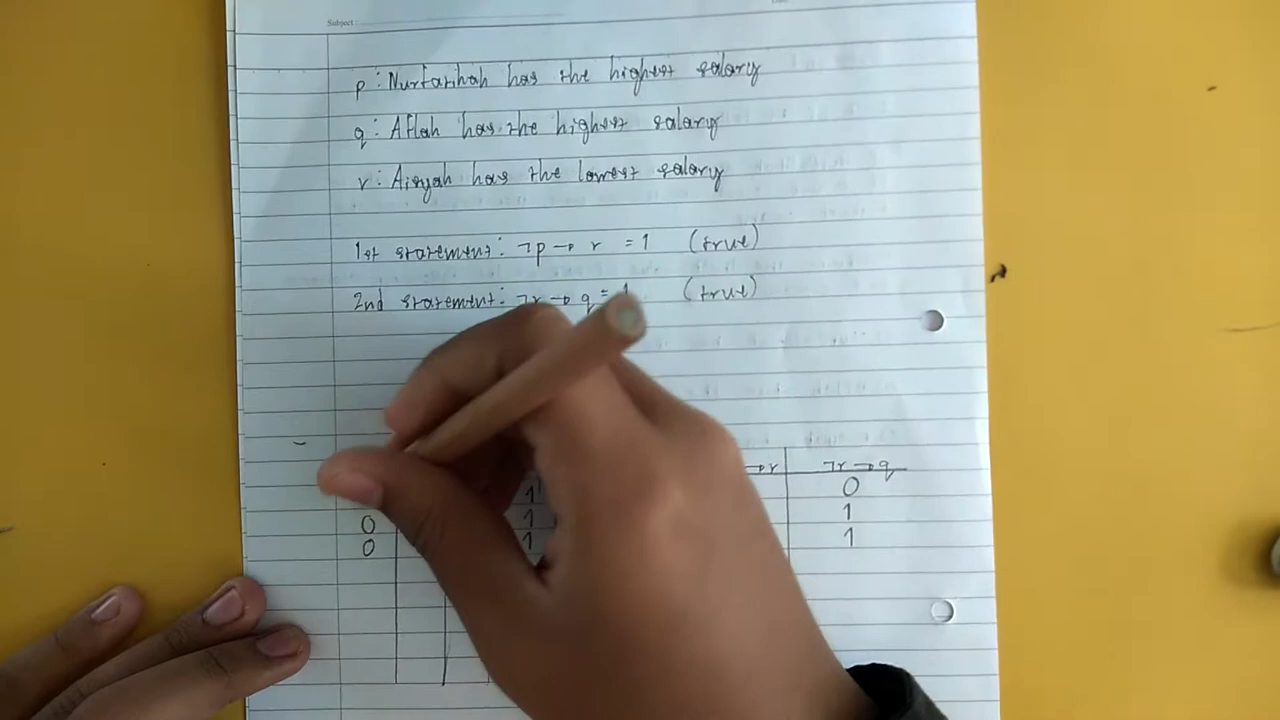 Subject:
p: Nurfarihah has the highest salary
q: Aflah has the highest salary
r: Aisyah has the lowest salary
1st statement: ¬p → r = 1 (true)
2nd statement: ¬r → q = 1 (true)
→ r ¬r → q
1 0
0 1 1
0 1 1